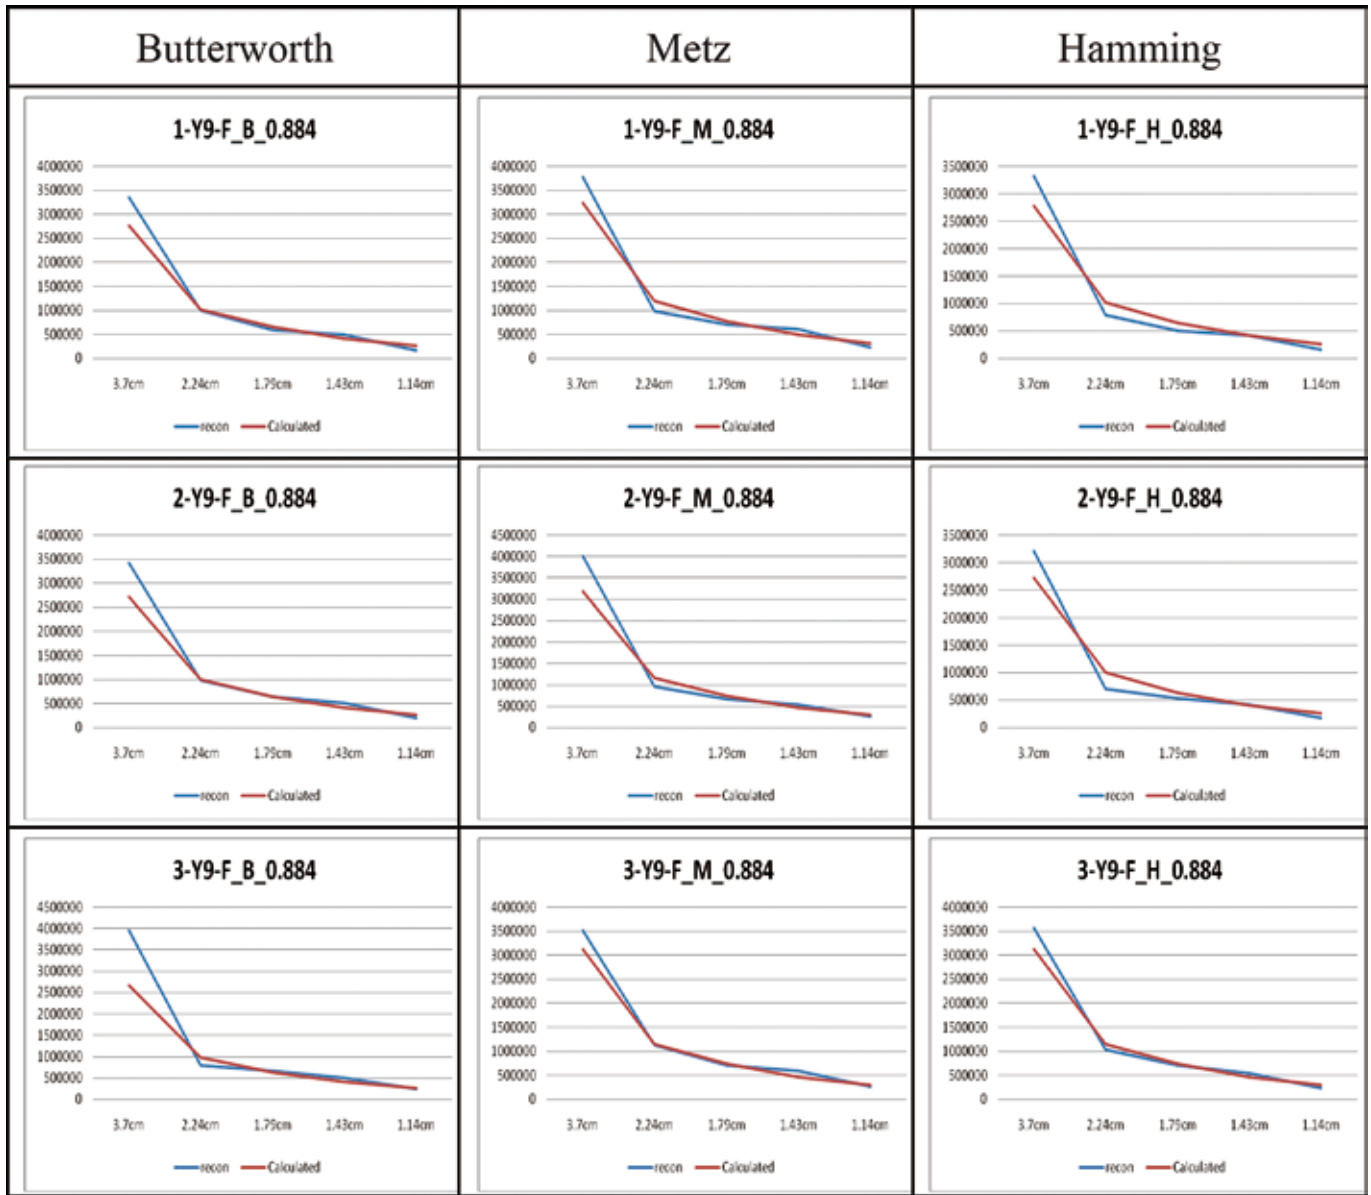 Butterworth Metz Hamming
1-Y9-F_B_0.884
4000000
3500000
3000000
2500000
2000000
1500000
1000000
500000
0
3.7cm 2.24cm 1.79cm 1.43cm 1.14cm
recon Calculated
1-Y9-F_M_0.884
4000000
3500000
3000000
2500000
2000000
1500000
1000000
500000
0
3.7cm 2.24cm 1.79cm 1.43cm 1.14cm
recon Calculated
1-Y9-F_H_0.884
3500000
3000000
2500000
2000000
1500000
1000000
500000
0
3.7cm 2.24cm 1.79cm 1.43cm 1.14cm
recon Calculated
2-Y9-F_B_0.884
4000000
3500000
3000000
2500000
2000000
1500000
1000000
500000
0
3.7cm 2.24cm 1.79cm 1.43cm 1.14cm
recon Calculated
2-Y9-F_M_0.884
4500000
4000000
3500000
3000000
2500000
2000000
1500000
1000000
500000
0
3.7cm 2.24cm 1.79cm 1.43cm 1.14cm
recon Calculated
2-Y9-F_H_0.884
3500000
3000000
2500000
2000000
1500000
1000000
500000
0
3.7cm 2.24cm 1.79cm 1.43cm 1.14cm
recon Calculated
3-Y9-F_B_0.884
4500000
4000000
3500000
3000000
2500000
2000000
1500000
1000000
500000
0
3.7cm 2.24cm 1.79cm 1.43cm 1.14cm
recon Calculated
3-Y9-F_M_0.884
4000000
3500000
3000000
2500000
2000000
1500000
1000000
500000
0
3.7cm 2.24cm 1.79cm 1.43cm 1.14cm
recon Calculated
3-Y9-F_H_0.884
4000000
3500000
3000000
2500000
2000000
1500000
1000000
500000
0
3.7cm 2.24cm 1.79cm 1.43cm 1.14cm
recon Calculated